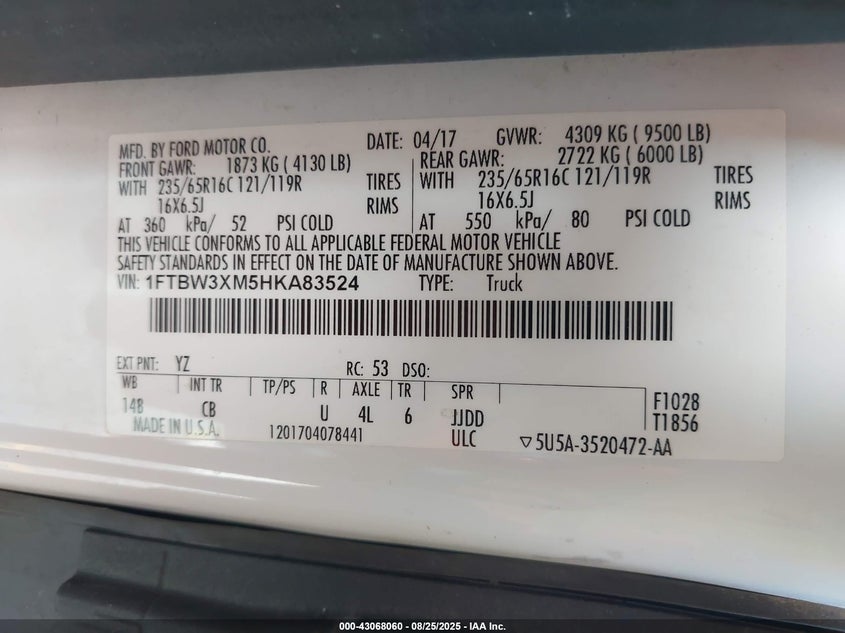 MFD. BY FORD MOTOR CO. DATE: 04/17 GVWR: 4309 KG ( 9500 LB)
FRONT GAWR: 1873 KG ( 4130 LB) REAR GAWR: 2722 KG ( 6000 LB)
WITH 235/65R16C 121/119R TIRES WITH 235/65R16C 121/119R TIRES
16X6.5J RIMS 16X6.5J RIMS
AT 360 kPa/ 52 PSI COLD AT 550 kPa/ 80 PSI COLD
THIS VEHICLE CONFORMS TO ALL APPLICABLE FEDERAL MOTOR VEHICLE
SAFETY STANDARDS IN EFFECT ON THE DATE OF MANUFACTURE SHOWN ABOVE.
VIN: 1FTBW3XM5HKA83524 TYPE: Truck
EXT PNT: YZ RC: 53 DSO:
WB INT TR TP/PS R AXLE TR SPR
148 CB U 4L 6 JJDD
F1028
T1856
MADE IN U.S.A. 1201704078441 ULC ▽5U5A-3520472-AA
000-43068060 - 08/25/2025 - IAA Inc.